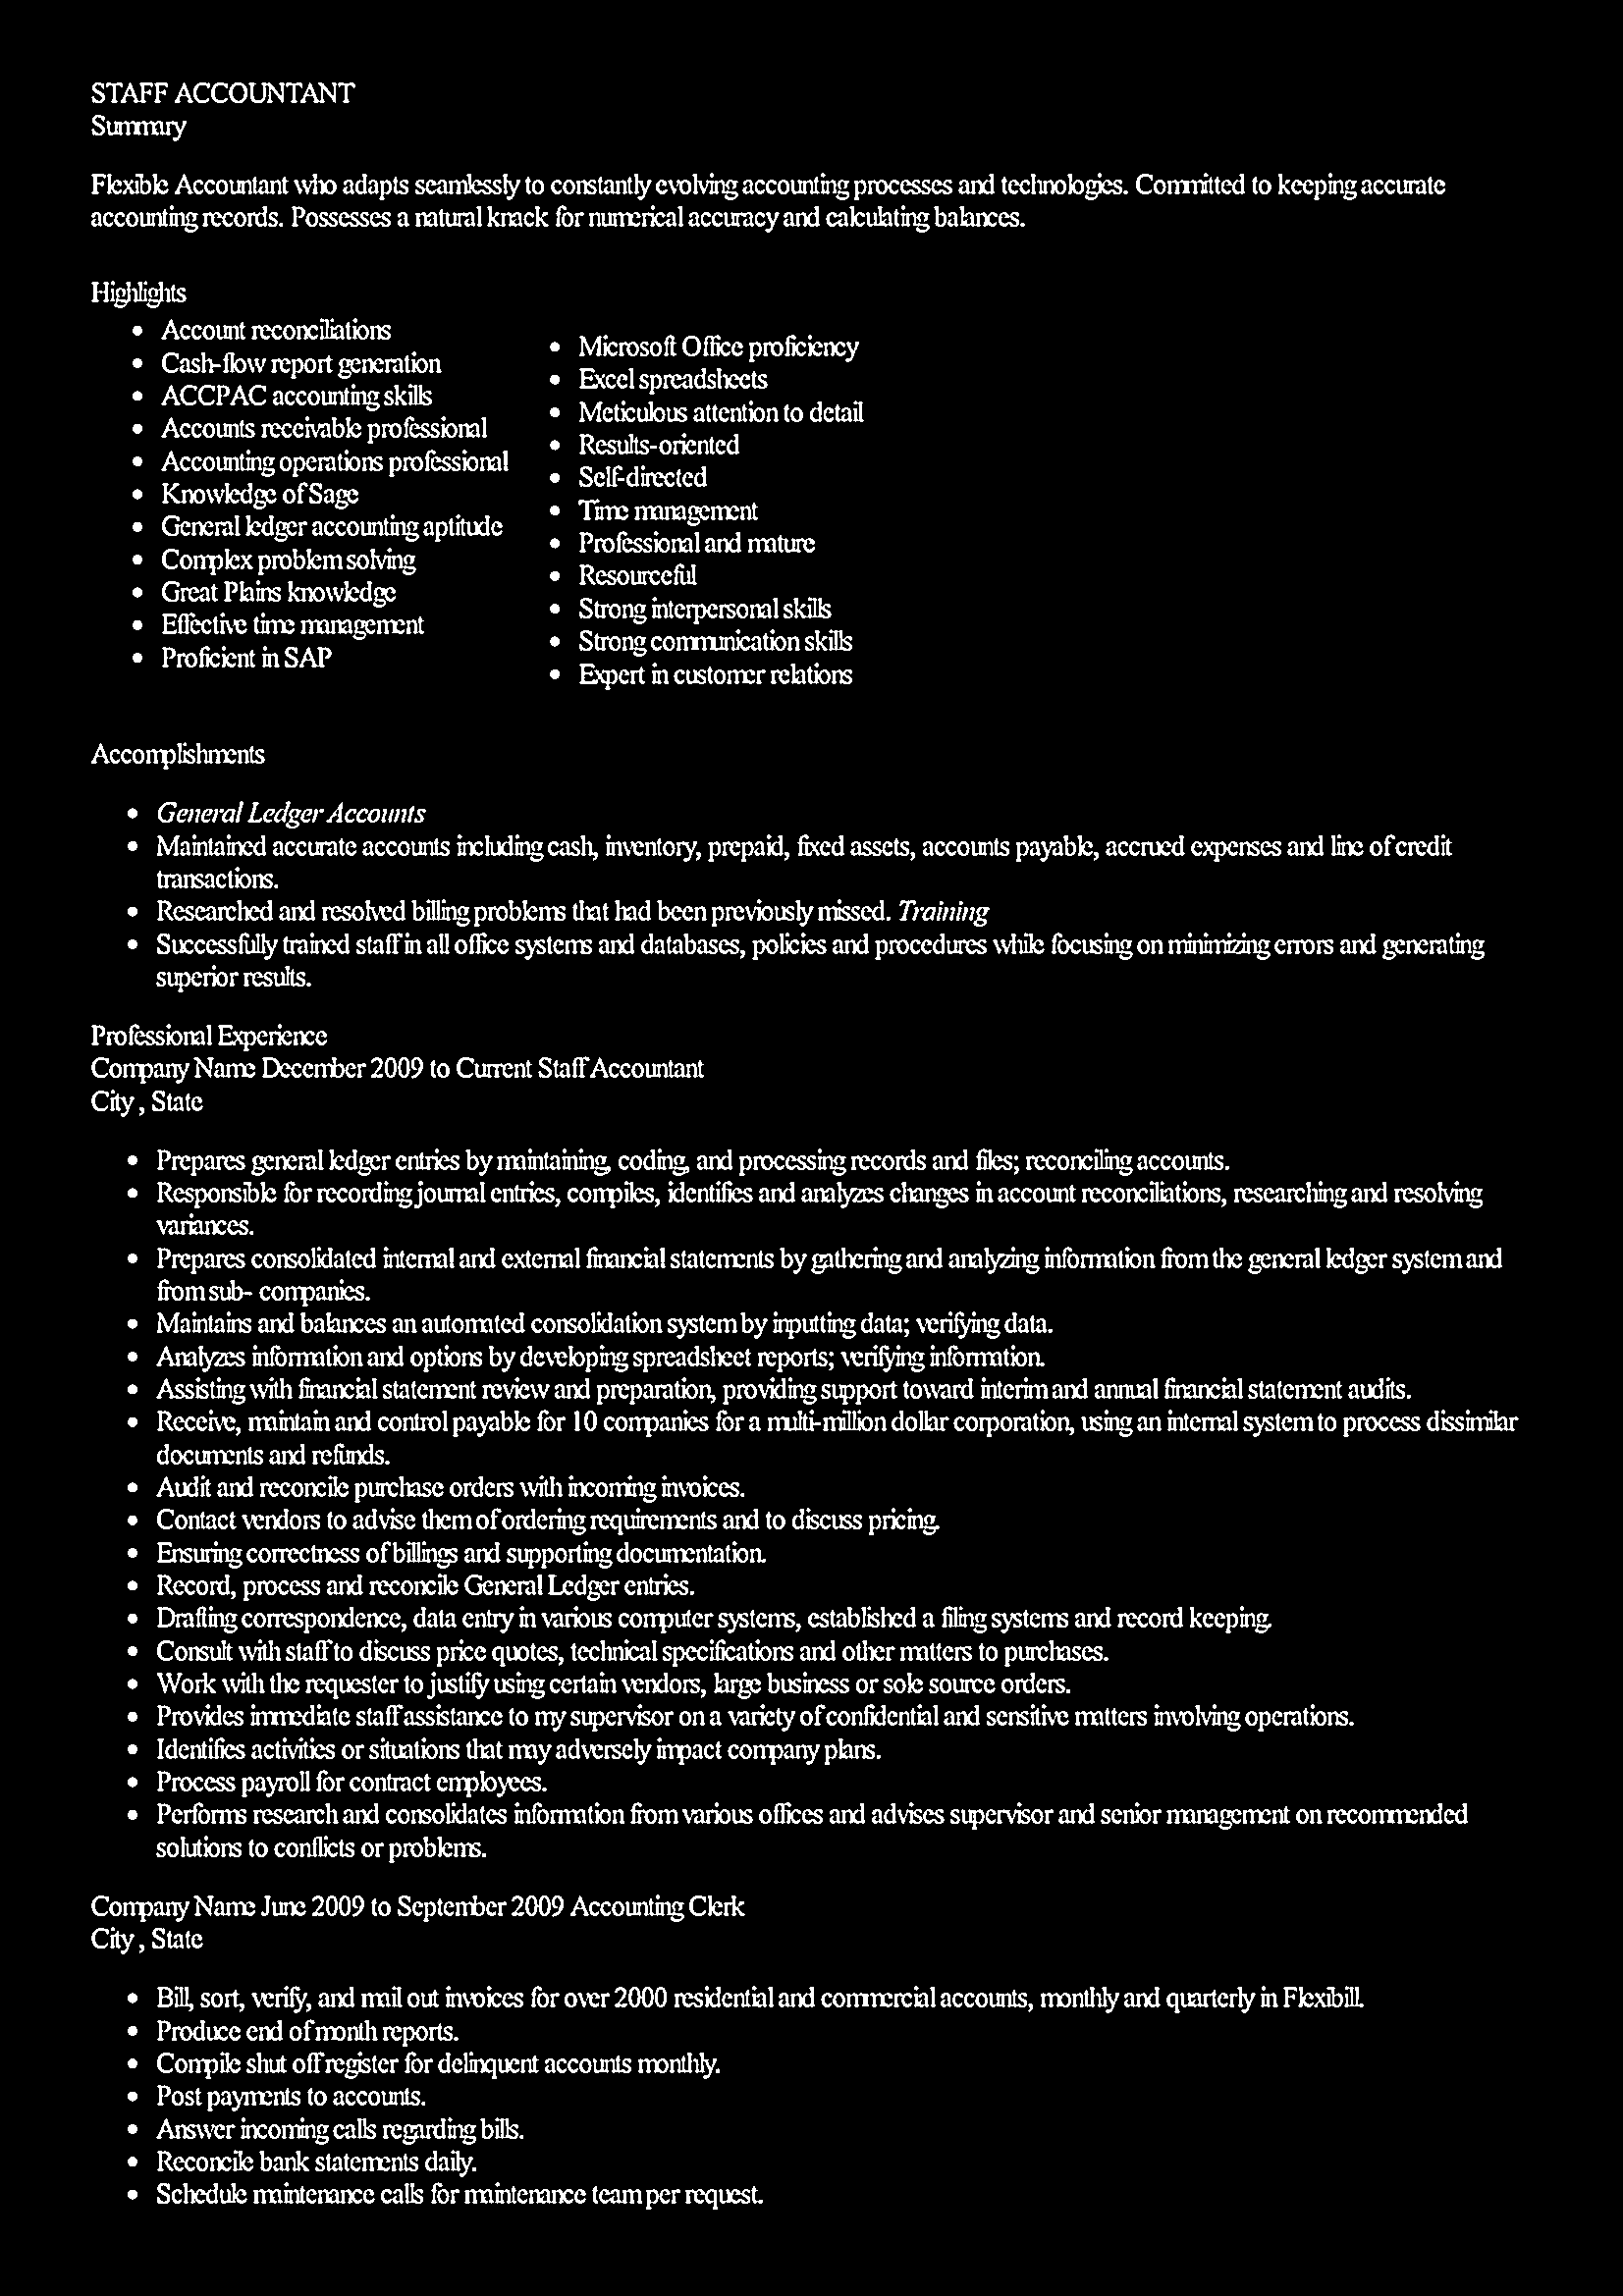 STAFF ACCOUNTANT
Summary
Flexible Accountant who adapts seamlessly to constantly evolving accounting processes and technologies. Committed to keeping accurate
accounting records. Possesses a natural knack for numerical accuracy and calculating balances.
Highlights
• Account reconciliations
• Cash-flow report generation
• ACCPAC accounting skills
• Accounts receivable professional
• Accounting operations professional
• Knowledge of Sage
• General ledger accounting aptitude
• Complex problem solving
• Great Plains knowledge
• Effective time management
• Proficient in SAP
• Microsoft Office proficiency
• Excel spreadsheets
• Meticulous attention to detail
• Results-oriented
• Self-directed
• Time management
• Professional and mature
• Resourceful
• Strong interpersonal skills
• Strong communication skills
• Expert in customer relations
Accomplishments
• General Ledger Accounts
• Maintained accurate accounts including cash, inventory, prepaid, fixed assets, accounts payable, accrued expenses and line of credit
transactions.
• Researched and resolved billing problems that had been previously missed. Training
• Successfully trained staff in all office systems and databases, policies and procedures while focusing on minimizing errors and generating
superior results.
Professional Experience
Company Name December 2009 to Current Staff Accountant
City , State
• Prepares general ledger entries by maintaining, coding, and processing records and files; reconciling accounts.
• Responsible for recording journal entries, compiles, identifies and analyzes changes in account reconciliations, researching and resolving
variances.
• Prepares consolidated internal and external financial statements by gathering and analyzing information from the general ledger system and
from sub- companies.
• Maintains and balances an automated consolidation system by inputting data; verifying data.
• Analyzes information and options by developing spreadsheet reports; verifying information.
• Assisting with financial statement review and preparation, providing support toward interim and annual financial statement audits.
• Receive, maintain and control payable for 10 companies for a multi-million dollar corporation, using an internal system to process dissimilar
documents and refunds.
• Audit and reconcile purchase orders with incoming invoices.
• Contact vendors to advise them of ordering requirements and to discuss pricing.
• Ensuring correctness of billings and supporting documentation.
• Record, process and reconcile General Ledger entries.
• Drafting correspondence, data entry in various computer systems, established a filing systems and record keeping.
• Consult with staff to discuss price quotes, technical specifications and other matters to purchases.
• Work with the requester to justify using certain vendors, large business or sole source orders.
• Provides immediate staff assistance to my supervisor on a variety of confidential and sensitive matters involving operations.
• Identifies activities or situations that may adversely impact company plans.
• Process payroll for contract employees.
• Performs research and consolidates information from various offices and advises supervisor and senior management on recommended
solutions to conflicts or problems.
Company Name June 2009 to September 2009 Accounting Clerk
City , State
• Bill, sort, verify, and mail out invoices for over 2000 residential and commercial accounts, monthly and quarterly in Flexibill.
• Produce end of month reports.
• Compile shut off register for delinquent accounts monthly.
• Post payments to accounts.
• Answer incoming calls regarding bills.
• Reconcile bank statements daily.
• Schedule maintenance calls for maintenance team per request.